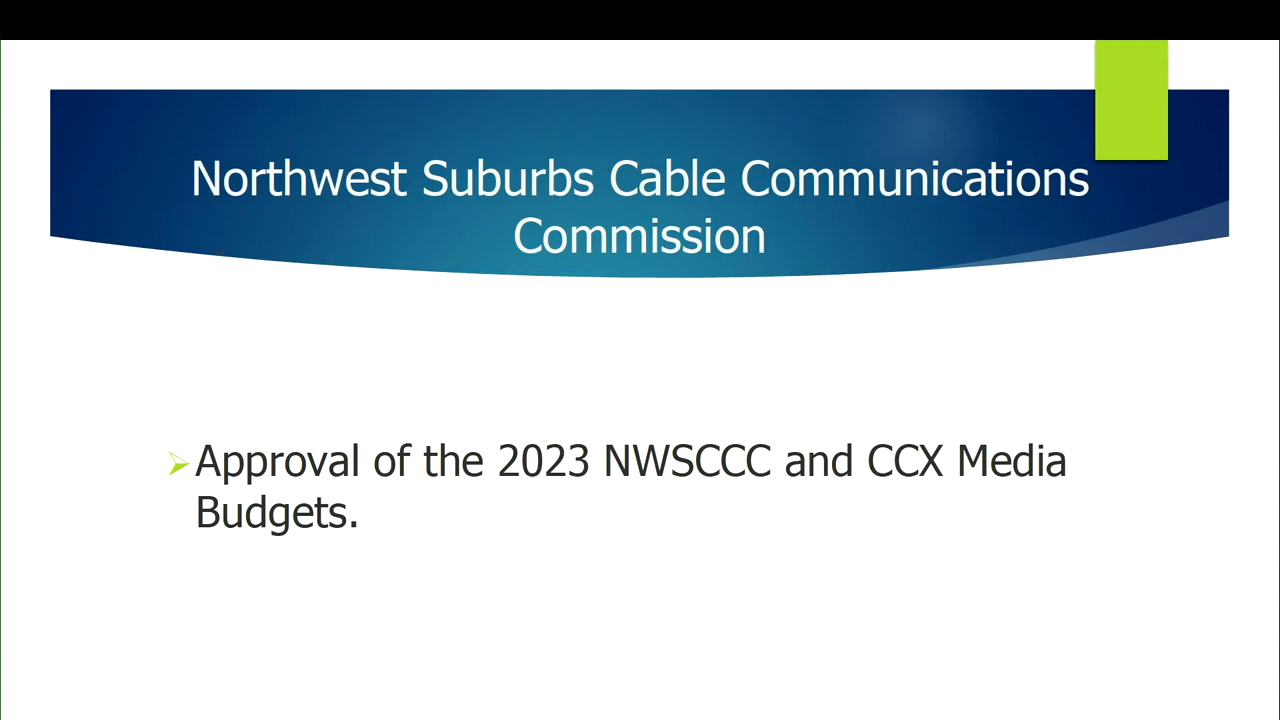 Northwest Suburbs Cable Communications
Commission
Approval of the 2023 NWSCCC and CCX Media
Budgets.